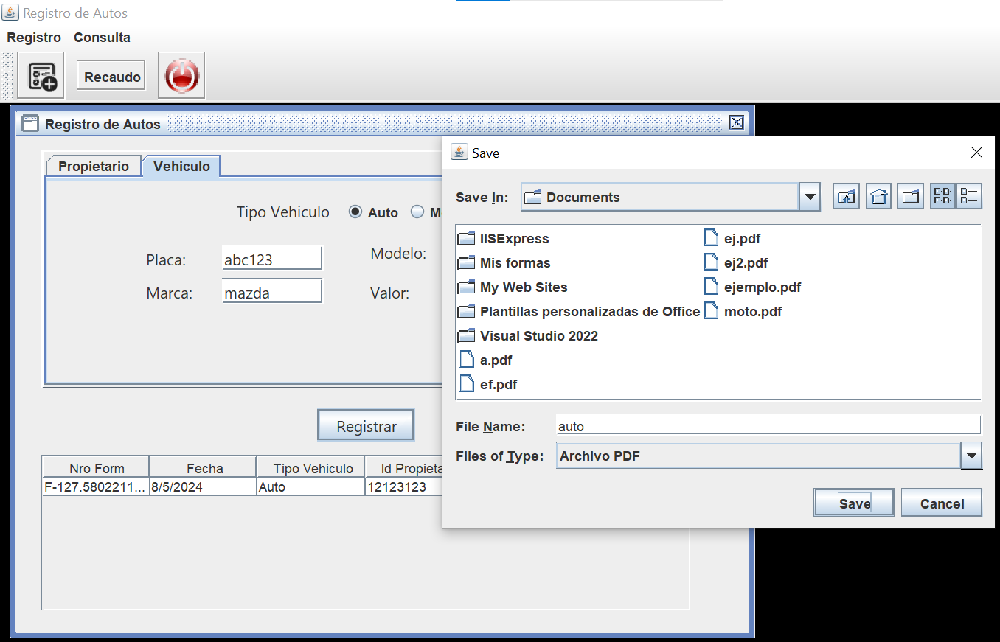 Registro de Autos
Registro Consulta
Recaudo
Registro de Autos
Propietario Vehiculo
Tipo Vehiculo Auto
Placa: abc123 Modelo:
Marca: mazda Valor:
Registrar
Nro Form Fecha Tipo Vehiculo Id Propieta
F-127.5802211... 8/5/2024 Auto 12123123
Save
Save In: Documents
IISExpress
Mis formas
My Web Sites
Plantillas personalizadas de Office
Visual Studio 2022
a.pdf
ef.pdf
ej.pdf
ej2.pdf
ejemplo.pdf
moto.pdf
File Name: auto
Files of Type: Archivo PDF
Save Cancel